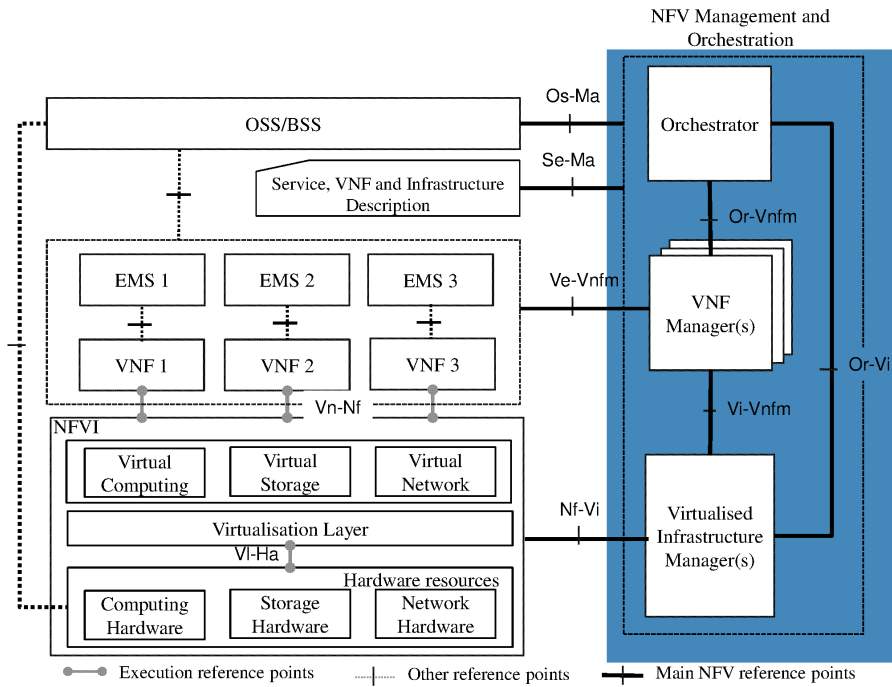 NFV Management and
Orchestration
Os-Ma
OSS/BSS
Orchestrator
Se-Ma
Service, VNF and Infrastructure
Description
Or-Vnfm
EMS 1
EMS 2
EMS 3
Ve-Vnfm
VNF
Manager(s)
VNF 1
VNF 2
VNF 3
Or-Vi
Vn-Nf
Vi-Vnfm
NFVI
Virtual
Computing
Virtual
Storage
Virtual
Network
Nf-Vi
Virtualised
Infrastructure
Manager(s)
Virtualisation Layer
Vl-Ha
Hardware resources
Computing
Hardware
Storage
Hardware
Network
Hardware
Execution reference points
Other reference points
Main NFV reference points